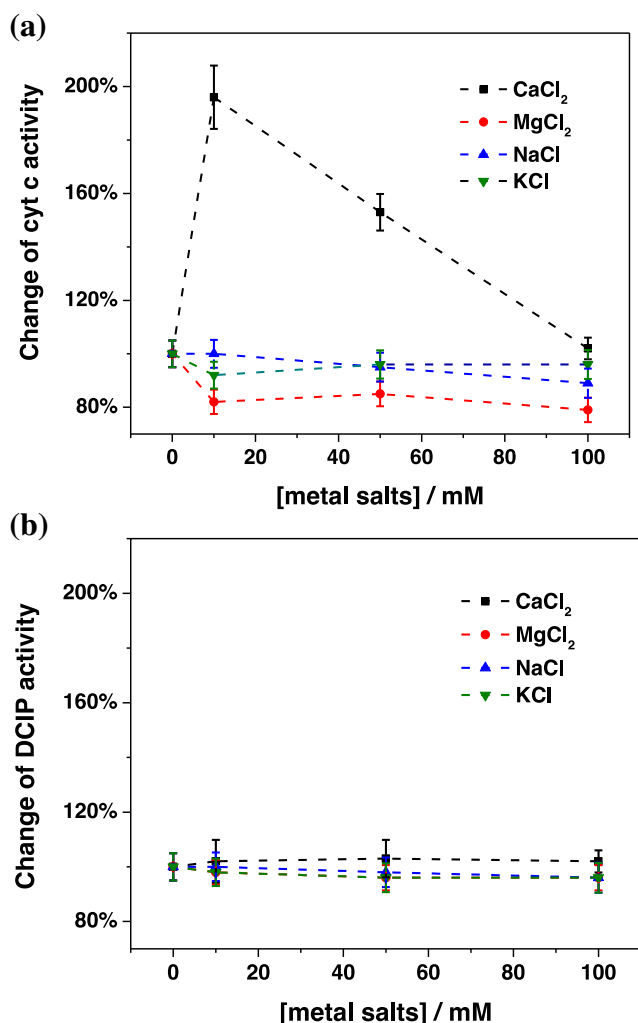 (a)
Change of cyt c activity
200%
160%
120%
80%
CaCl₂
MgCl₂
NaCl
KCl
0 20 40 60 80 100
[metal salts] / mM
(b)
Change of DCIP activity
200%
160%
120%
80%
CaCl₂
MgCl₂
NaCl
KCl
0 20 40 60 80 100
[metal salts] / mM